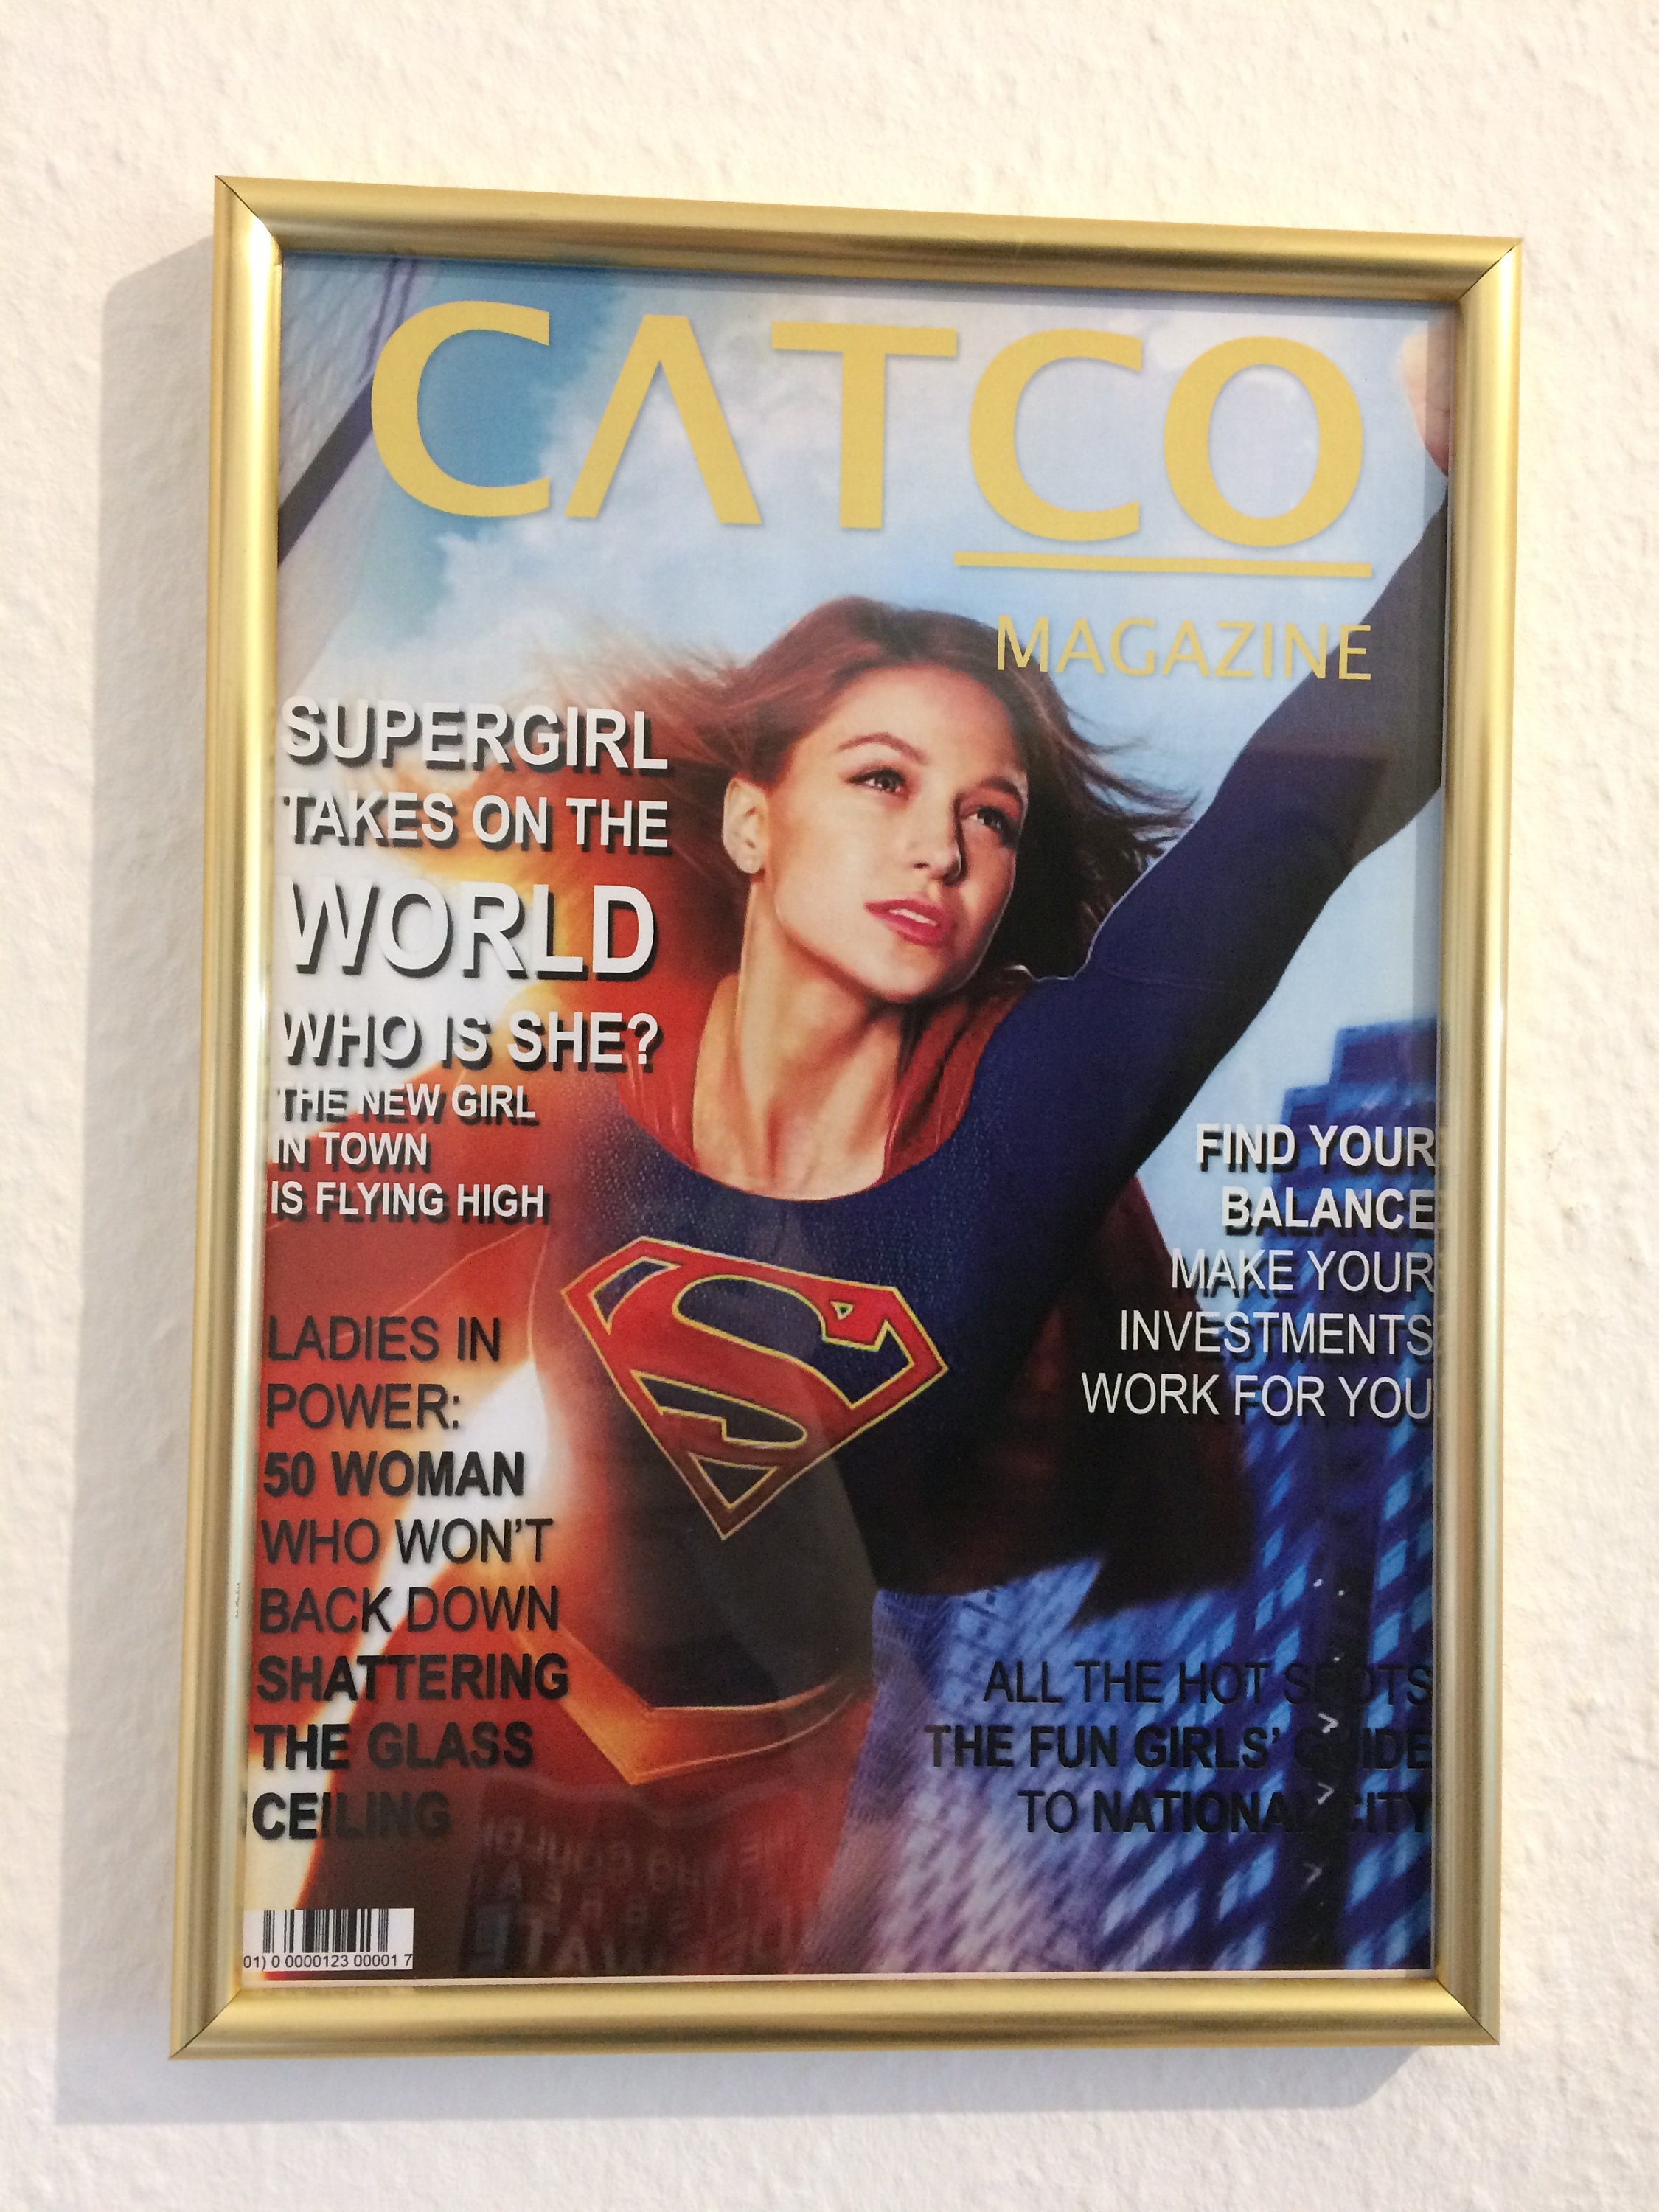 CATCO
MAGAZINE
SUPERGIRL
TAKES ON THE
WORLD
WHO IS SHE?
THE NEW GIRL
IN TOWN
IS FLYING HIGH
LADIES IN
POWER:
50 WOMAN
WHO WON'T
BACK DOWN
SHATTERING
THE GLASS
CEILING
FIND YOUR
BALANCE
MAKE YOUR
INVESTMENTS
WORK FOR YOU
ALL THE HOT SPOTS
THE FUN GIRLS' GUIDE
TO NATIONAL CITY
01) 0 0000123 00001 7